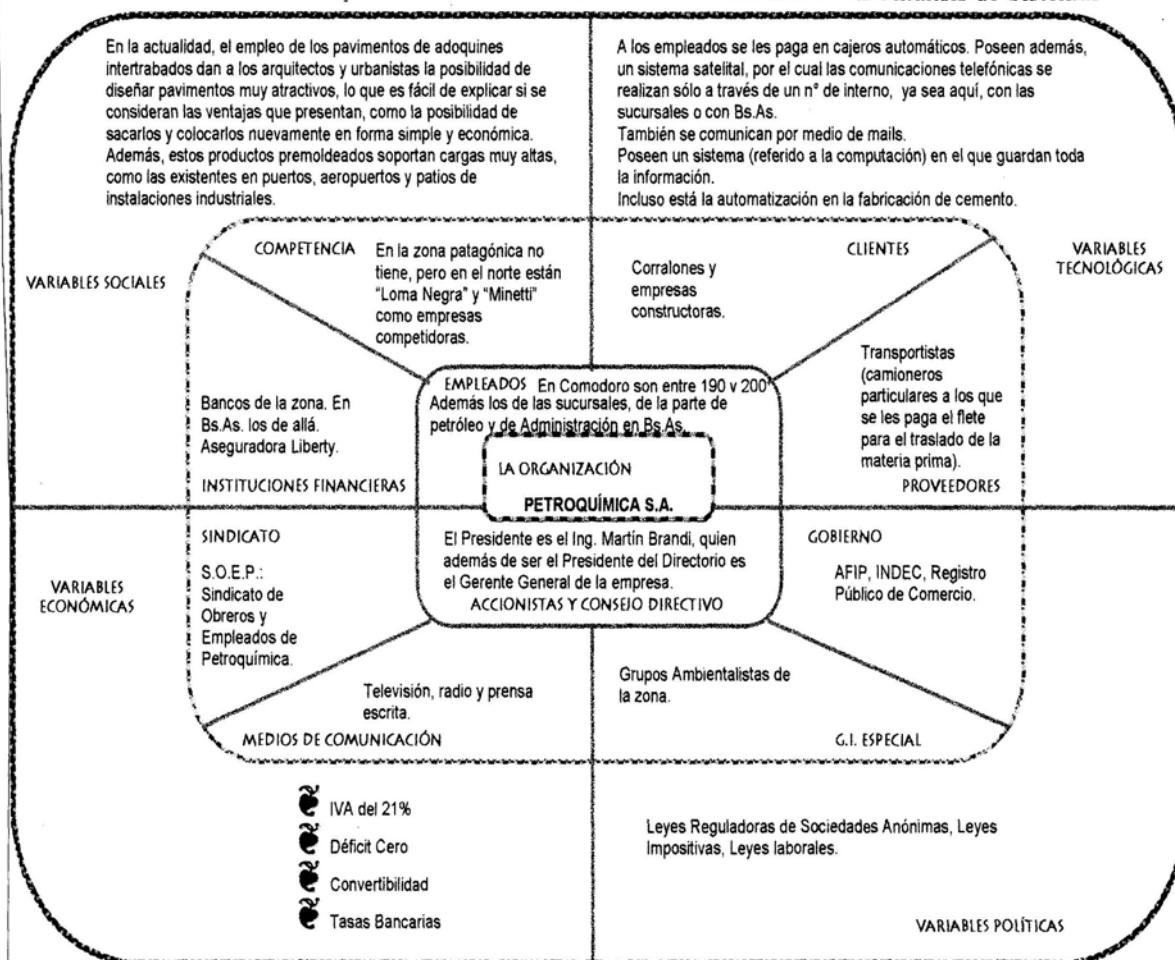 En la actualidad, el empleo de los pavimentos de adoquines
intertrabados dan a los arquitectos y urbanistas la posibilidad de
diseñar pavimentos muy atractivos, lo que es fácil de explicar si se
consideran las ventajas que presentan, como la posibilidad de
sacarlos y colocarlos nuevamente en forma simple y económica.
Además, estos productos premoldeados soportan cargas muy altas,
como las existentes en puertos, aeropuertos y patios de
instalaciones industriales.
A los empleados se les paga en cajeros automáticos. Poseen además,
un sistema satelital, por el cual las comunicaciones telefónicas se
realizan sólo a través de un n° de interno, ya sea aquí, con las
sucursales o con Bs.As.
También se comunican por medio de mails.
Poseen un sistema (referido a la computación) en el que guardan toda
la información.
Incluso está la automatización en la fabricación de cemento.
VARIABLES SOCIALES
COMPETENCIA
En la zona patagónica no
tiene, pero en el norte están
"Loma Negra" y "Minetti"
como empresas
competidoras.
CLIENTES
Corralones y
empresas
constructoras.
VARIABLES
TECNOLÓGICAS
Bancos de la zona. En
Bs.As. los de allá.
Aseguradora Liberty.
INSTITUCIONES FINANCIERAS
EMPLEADOS En Comodoro son entre 190 y 200
Además los de las sucursales, de la parte de
petróleo y de Administración en Bs.As.
LA ORGANIZACIÓN
PETROQUÍMICA S.A.
Transportistas
(camioneros
particulares a los que
se les paga el flete
para el traslado de la
materia prima).
PROVEEDORES
VARIABLES
ECONÓMICAS
SINDICATO
S.O.E.P.:
Sindicato de
Obreros y
Empleados de
Petroquímica.
El Presidente es el Ing. Martín Brandi, quien
además de ser el Presidente del Directorio es
el Gerente General de la empresa.
ACCIONISTAS Y CONSEJO DIRECTIVO
GOBIERNO
AFIP, INDEC, Registro
Público de Comercio.
Televisión, radio y prensa
escrita.
MEDIOS DE COMUNICACIÓN
Grupos Ambientalistas de
la zona.
G.I. ESPECIAL
IVA del 21%
Déficit Cero
Convertibilidad
Tasas Bancarias
Leyes Reguladoras de Sociedades Anónimas, Leyes
Impositivas, Leyes laborales.
VARIABLES POLÍTICAS